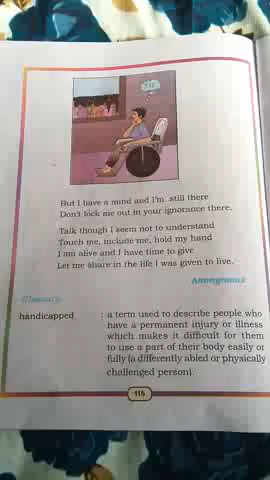 But I have a mind and I'm still there
Don't lock me out in your ignorance there.
Talk though I seem not to understand
Touch me, include me, hold my hand
I am alive and I have time to give
Let me share in the life I was given to live.
Anonymous
Glossary
handicapped : a term used to describe people who
have a permanent injury or illness
which makes it difficult for them
to use a part of their body easily or
fully (a differently abled or physically
challenged person)